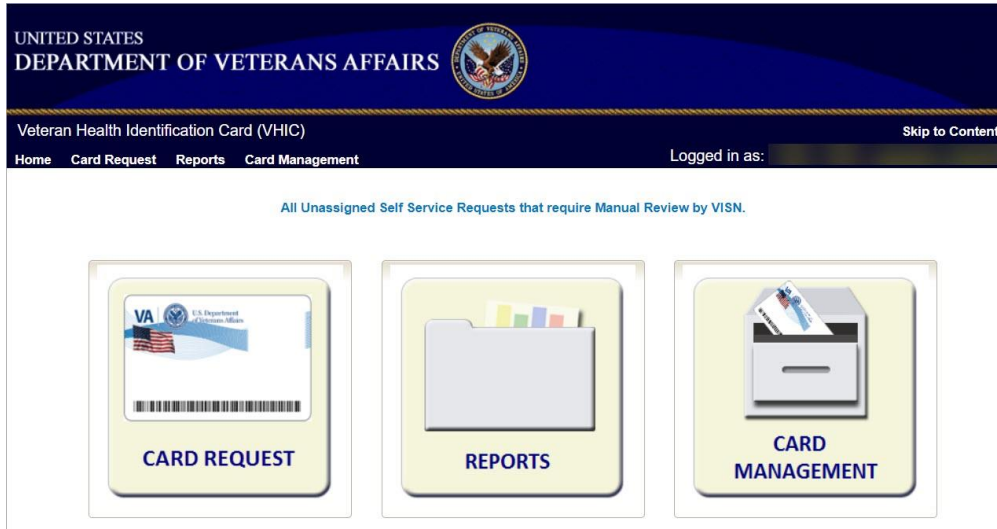 UNITED STATES
DEPARTMENT OF VETERANS AFFAIRS
Veteran Health Identification Card (VHIC)
Skip to Content
Home Card Request Reports Card Management
Logged in as:
All Unassigned Self Service Requests that require Manual Review by VISN.
VA
U.S. Department
of Veterans Affairs
CARD REQUEST
REPORTS
CARD
MANAGEMENT